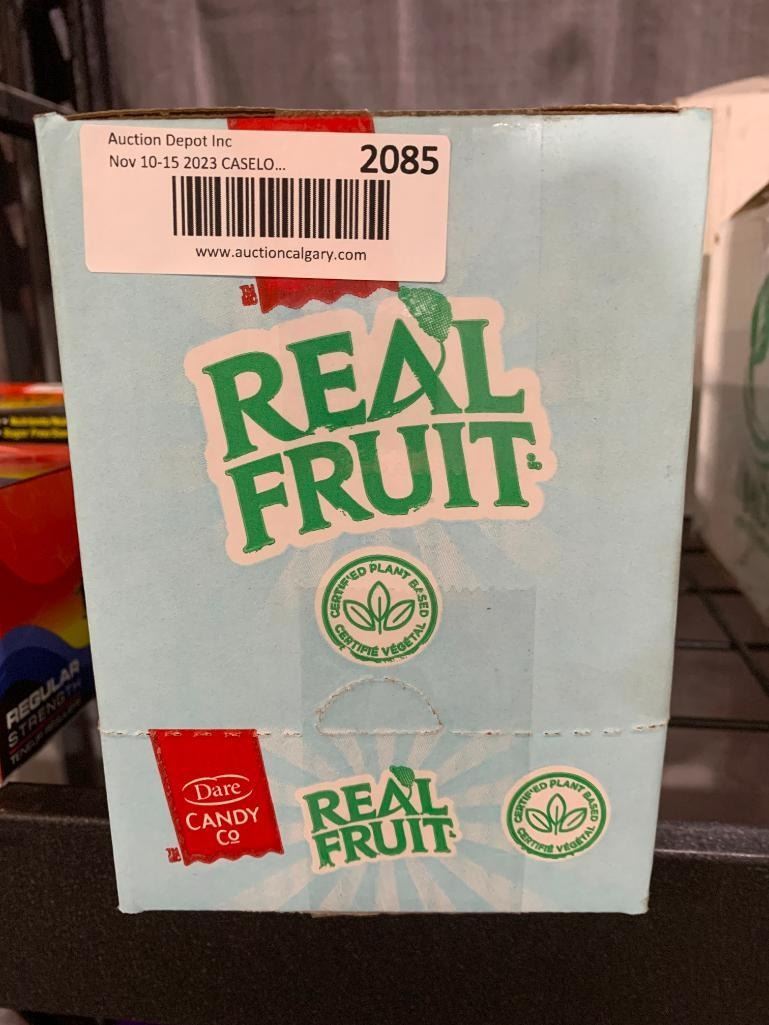 Auction Depot Inc
Nov 10-15 2023 CASELO...
2085
www.auctioncalgary.com
REAL
FRUIT
CERTIFIED PLANT BASED
CERTIFIÉ VÉGÉTAL
Dare
CANDY
CO
REAL
FRUIT
CERTIFIED PLANT BASED
CERTIFIÉ VÉGÉTAL
REGULAR
STRENGTH